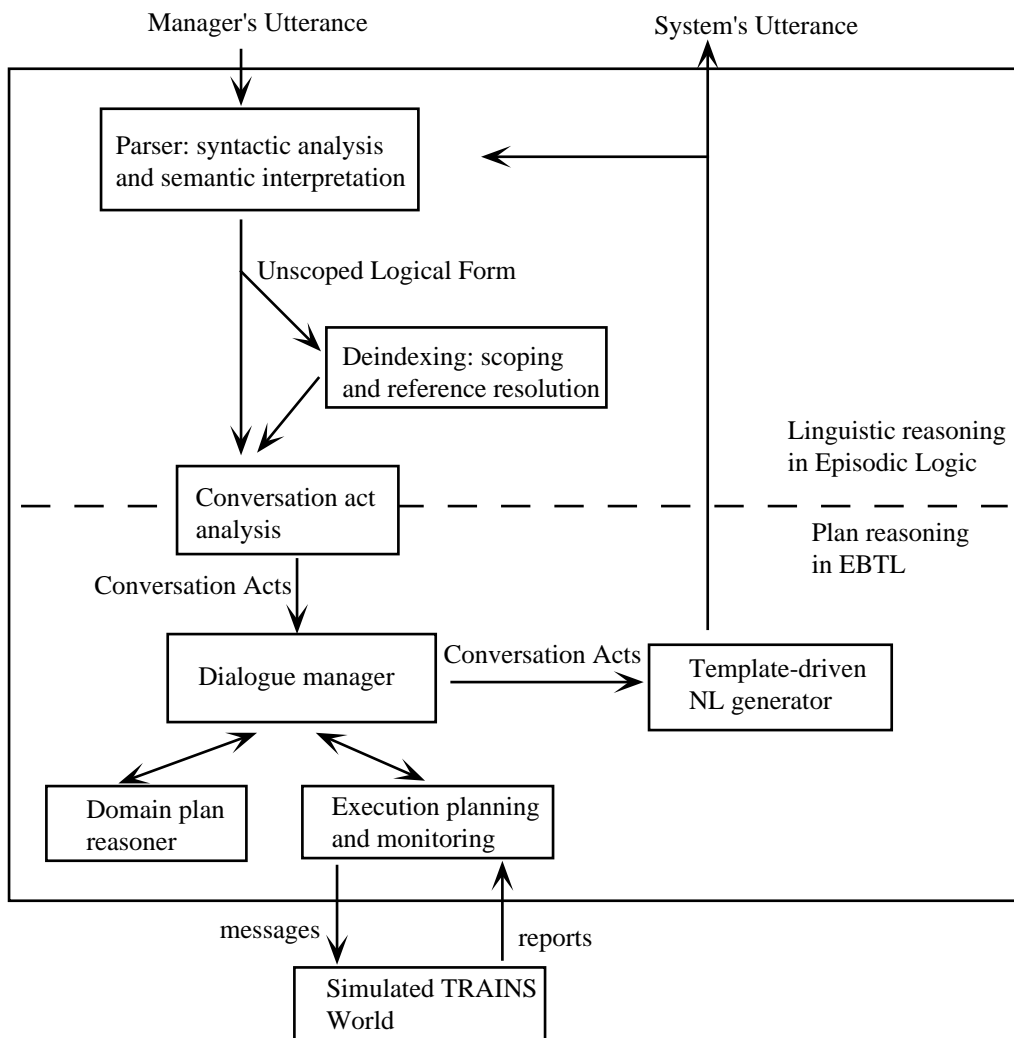 Manager's Utterance
System's Utterance
Parser: syntactic analysis
and semantic interpretation
Unscoped Logical Form
Deindexing: scoping
and reference resolution
Linguistic reasoning
in Episodic Logic
Conversation act
analysis
Plan reasoning
in EBTL
Conversation Acts
Dialogue manager
Conversation Acts
Template-driven
NL generator
Domain plan
reasoner
Execution planning
and monitoring
messages
reports
Simulated TRAINS
World